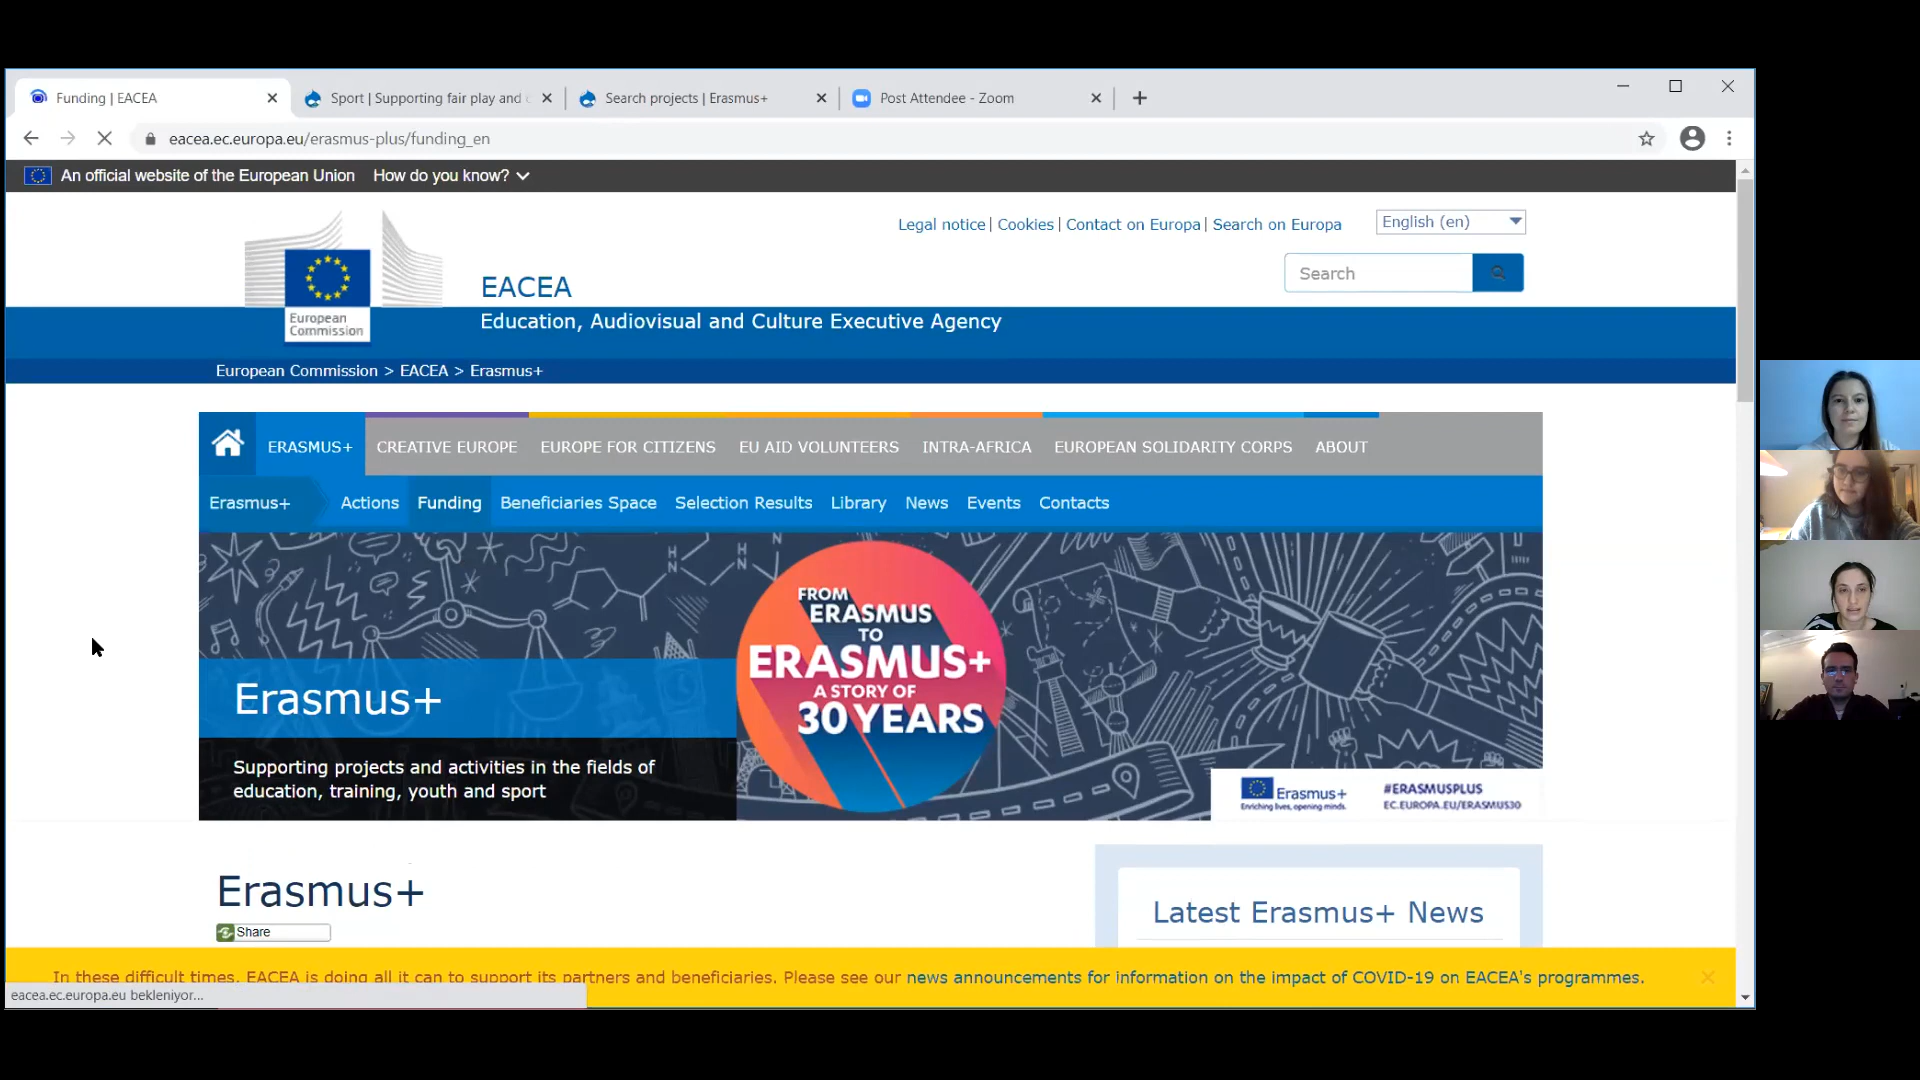 Funding | EACEA
Sport | Supporting fair play and
Search projects | Erasmus+
Post Attendee - Zoom
eacea.ec.europa.eu/erasmus-plus/funding_en
An official website of the European Union How do you know?
Legal notice | Cookies | Contact on Europa | Search on Europa
English (en)
Search
European
Commission
EACEA
Education, Audiovisual and Culture Executive Agency
European Commission > EACEA > Erasmus+
ERASMUS+ CREATIVE EUROPE EUROPE FOR CITIZENS EU AID VOLUNTEERS INTRA-AFRICA EUROPEAN SOLIDARITY CORPS ABOUT
Erasmus+ Actions Funding Beneficiaries Space Selection Results Library News Events Contacts
FROM
ERASMUS
TO
ERASMUS+
A STORY OF
30 YEARS
Erasmus+
Supporting projects and activities in the fields of
education, training, youth and sport
Erasmus+
Enriching lives, opening minds.
#ERASMUSPLUS
EC.EUROPA.EU/ERASMUS30
Erasmus+
Share
Latest Erasmus+ News
In these difficult times, EACEA is doing all it can to support its partners and beneficiaries. Please see our news announcements for information on the impact of COVID-19 on EACEA's programmes.
eacea.ec.europa.eu bekleniyor...